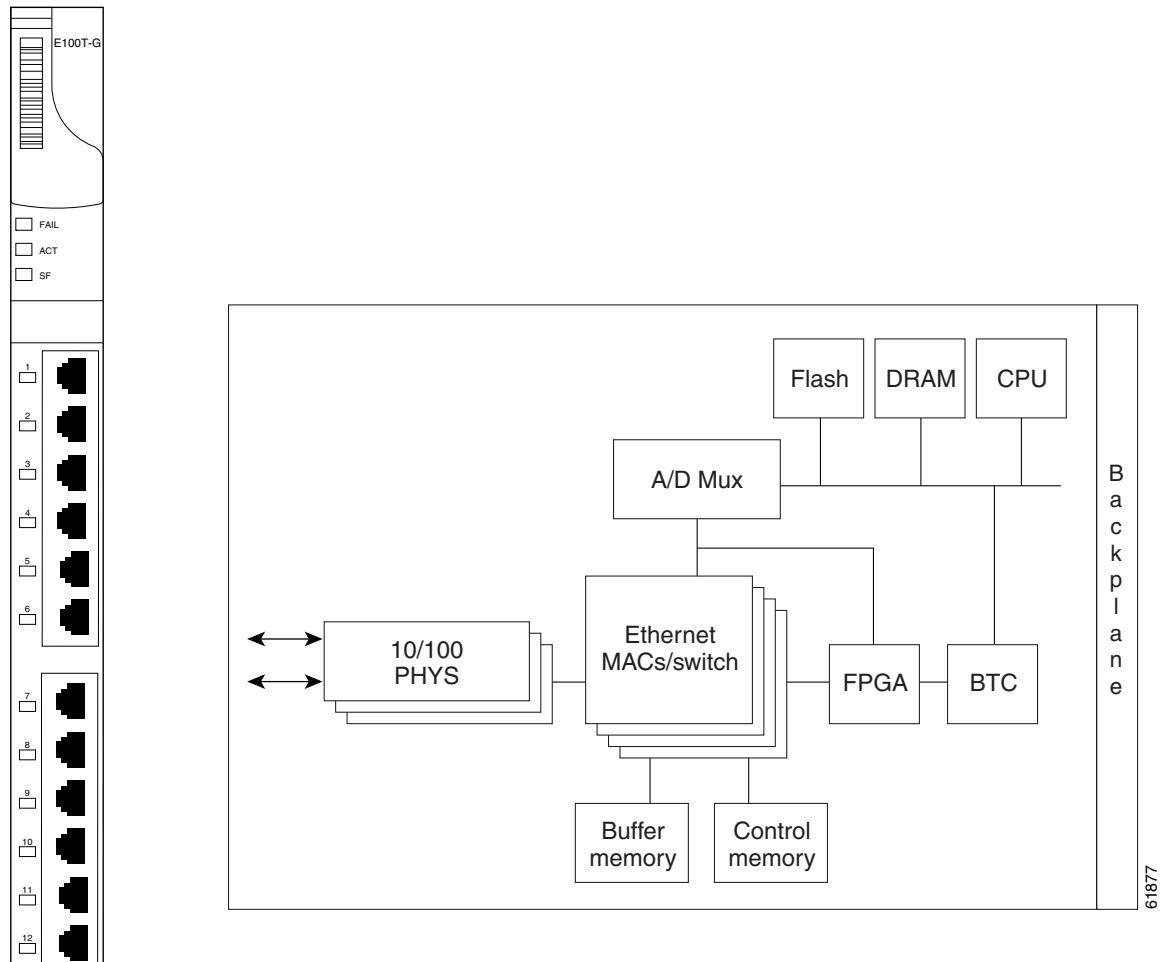 E100T-G
FAIL
ACT
SF
1
2
3
4
5
6
7
8
9
10
11
12
Flash
DRAM
CPU
A/D Mux
Ethernet
MACs/switch
10/100
PHYS
FPGA
BTC
Buffer
memory
Control
memory
Backplane
61877